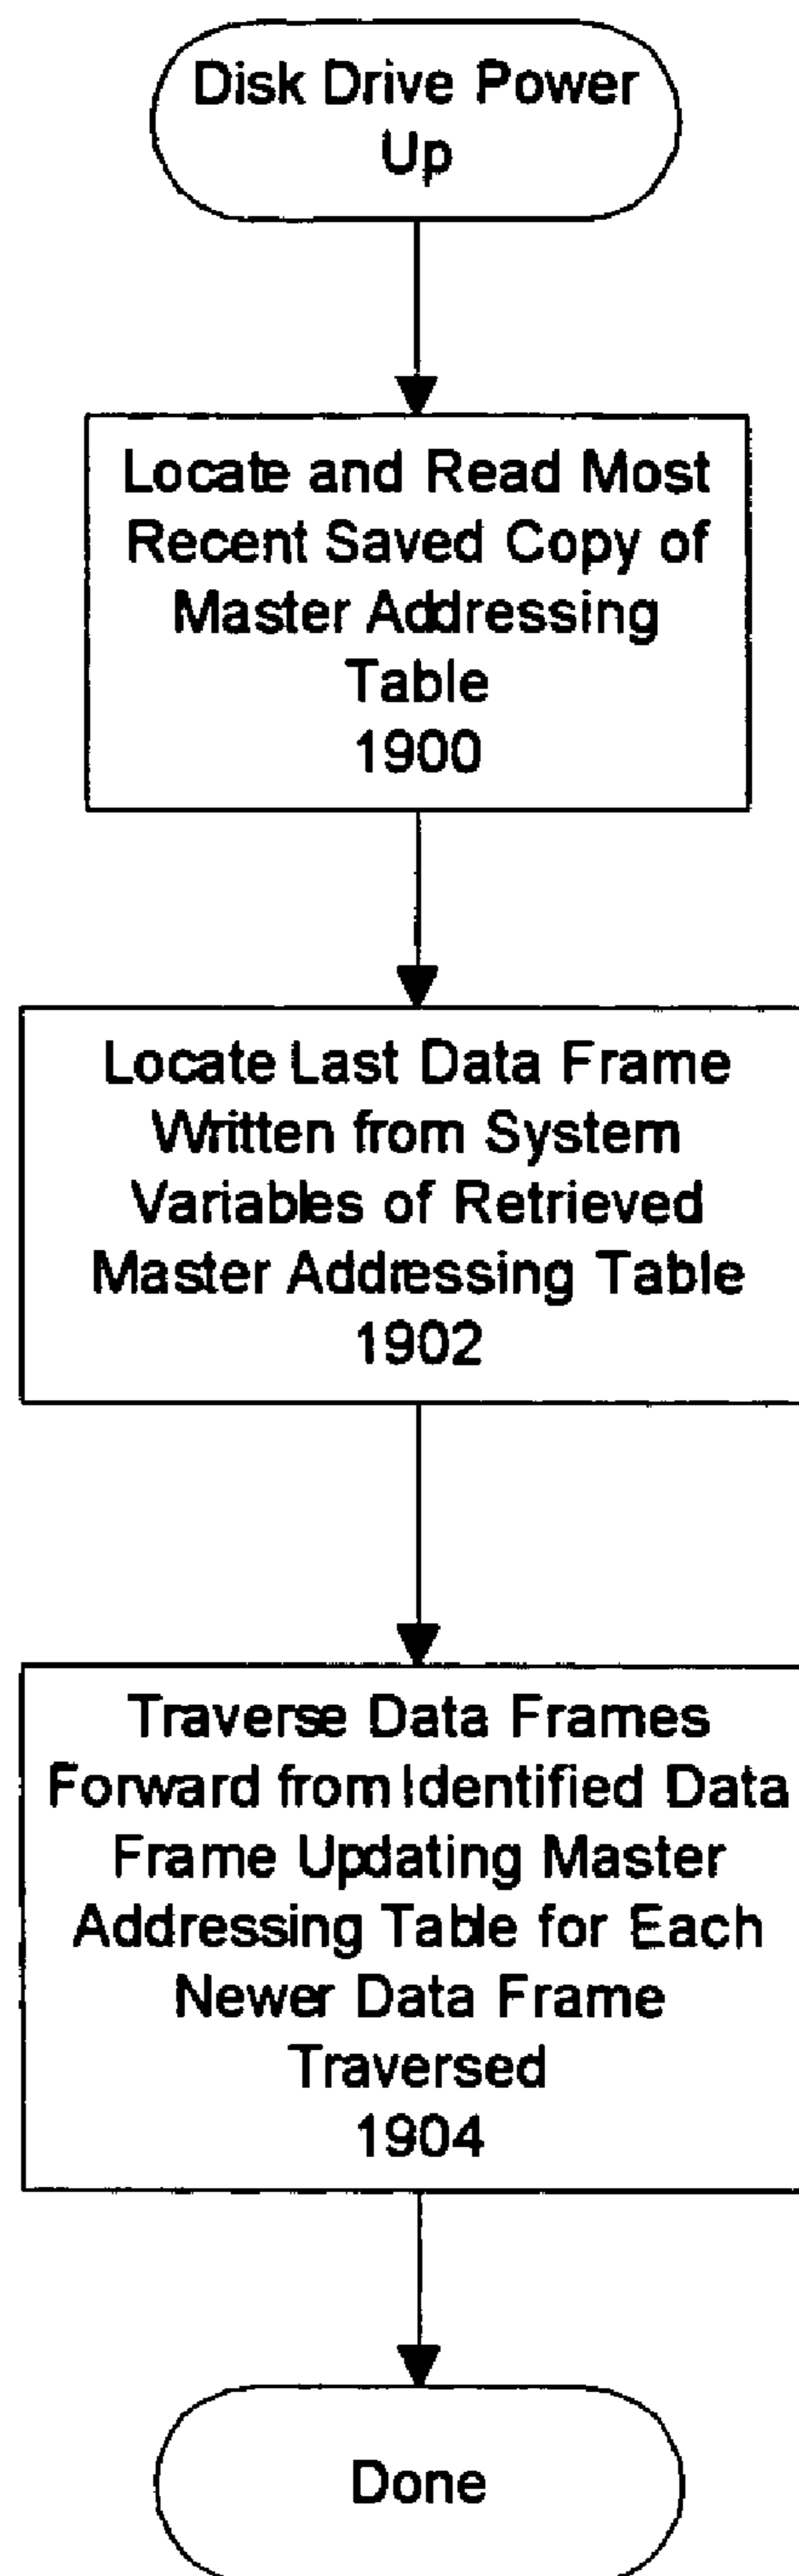 Disk Drive Power
Up
Locate and Read Most
Recent Saved Copy of
Master Addressing
Table
1900
Locate Last Data Frame
Written from System
Variables of Retrieved
Master Addressing Table
1902
Traverse Data Frames
Forward from Identified Data
Frame Updating Master
Addressing Table for Each
Newer Data Frame
Traversed
1904
Done